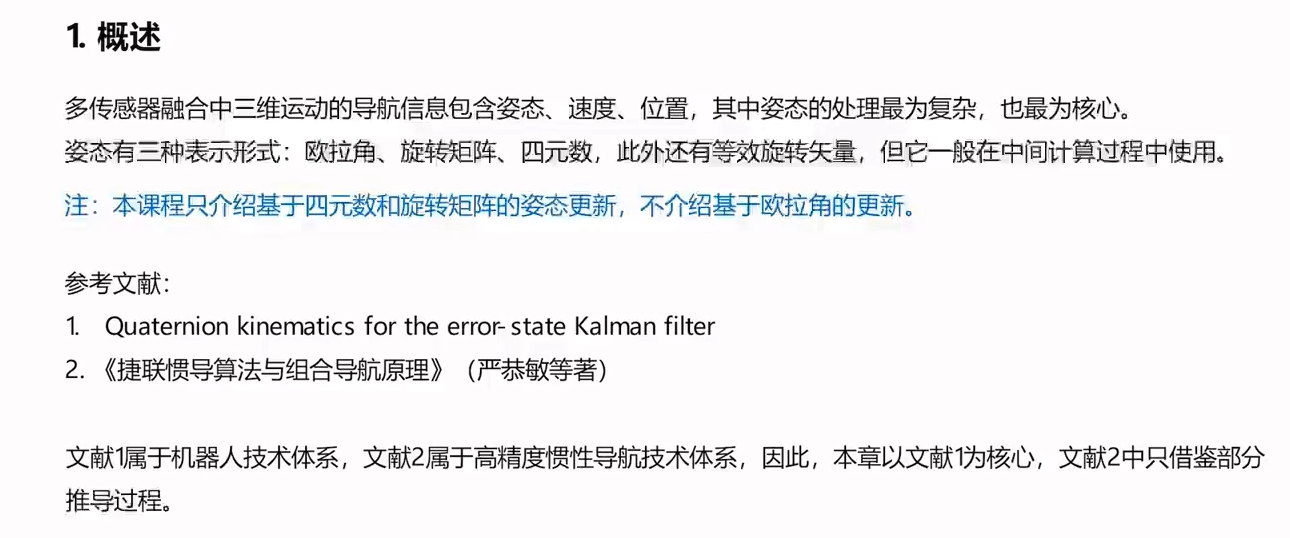 1. 概述
多传感器融合中三维运动的导航信息包含姿态、速度、位置，其中姿态的处理最为复杂，也最为核心。
姿态有三种表示形式：欧拉角、旋转矩阵、四元数，此外还有等效旋转矢量，但它一般在中间计算过程中使用。
注：本课程只介绍基于四元数和旋转矩阵的姿态更新，不介绍基于欧拉角的更新。
参考文献：
1. Quaternion kinematics for the error-state Kalman filter
2. 《捷联惯导算法与组合导航原理》（严恭敏等著）
文献1属于机器人技术体系，文献2属于高精度惯性导航技术体系，因此，本章以文献1为核心，文献2中只借鉴部分
推导过程。